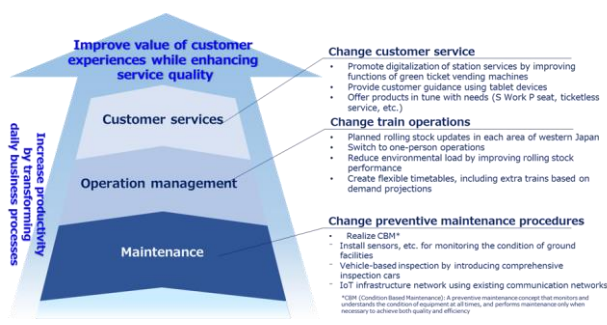 Improve value of customer
experiences while enhancing
service quality
Increase productivity
by transforming
daily business processes
Customer services
Operation management
Maintenance
Change customer service
• Promote digitalization of station services by improving
functions of green ticket vending machines
• Provide customer guidance using tablet devices
• Offer products in tune with needs (S Work P seat, ticketless
service, etc.)
Change train operations
• Planned rolling stock updates in each area of western Japan
• Switch to one-person operations
• Reduce environmental load by improving rolling stock
performance
• Create flexible timetables, including extra trains based on
demand projections
Change preventive maintenance procedures
• Realize CBM*
- Install sensors, etc. for monitoring the condition of ground
facilities
- Vehicle-based inspection by introducing comprehensive
inspection cars
- IoT infrastructure network using existing communication networks
*CBM (Condition Based Maintenance): A preventive maintenance concept that monitors and
understands the condition of equipment at all times, and performs maintenance only when
necessary to achieve both quality and efficiency